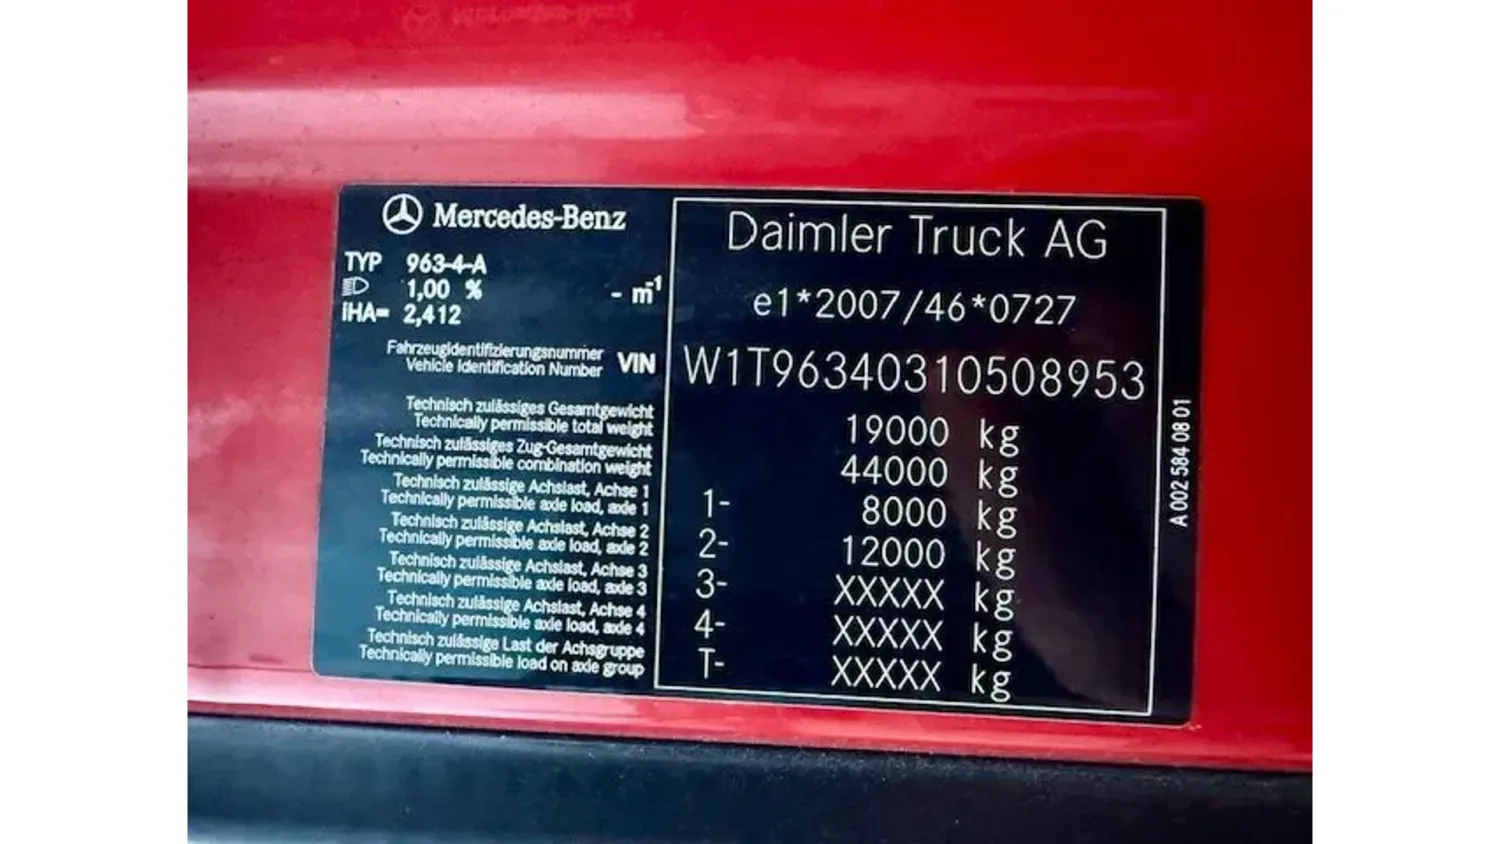 Mercedes-Benz
TYP 963-4-A
1,00 % - m-1
iHA= 2,412
Fahrzeugidentifizierungsnummer
Vehicle Identification Number
VIN
Technisch zulässiges Gesamtgewicht
Technically permissible total weight
Technisch zulässiges Zug-Gesamtgewicht
Technically permissible combination weight
Technisch zulässige Achslast, Achse 1
Technically permissible axle load, axle 1
Technisch zulässige Achslast, Achse 2
Technically permissible axle load, axle 2
Technisch zulässige Achslast, Achse 3
Technically permissible axle load, axle 3
Technisch zulässige Achslast, Achse 4
Technically permissible axle load, axle 4
Technisch zulässige Last der Achsgruppe
Technically permissible load on axle group
Daimler Truck AG
e1*2007/46*0727
W1T96340310508953
19000 kg
44000 kg
1- 8000 kg
2- 12000 kg
3- XXXXX kg
4- XXXXX kg
T- XXXXX kg
A 002 584 08 01